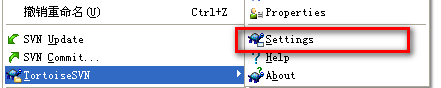 撤销重命名(U) Ctrl+Z
SVN Update
SVN Commit...
TortoiseSVN
Properties
Settings
Help
About